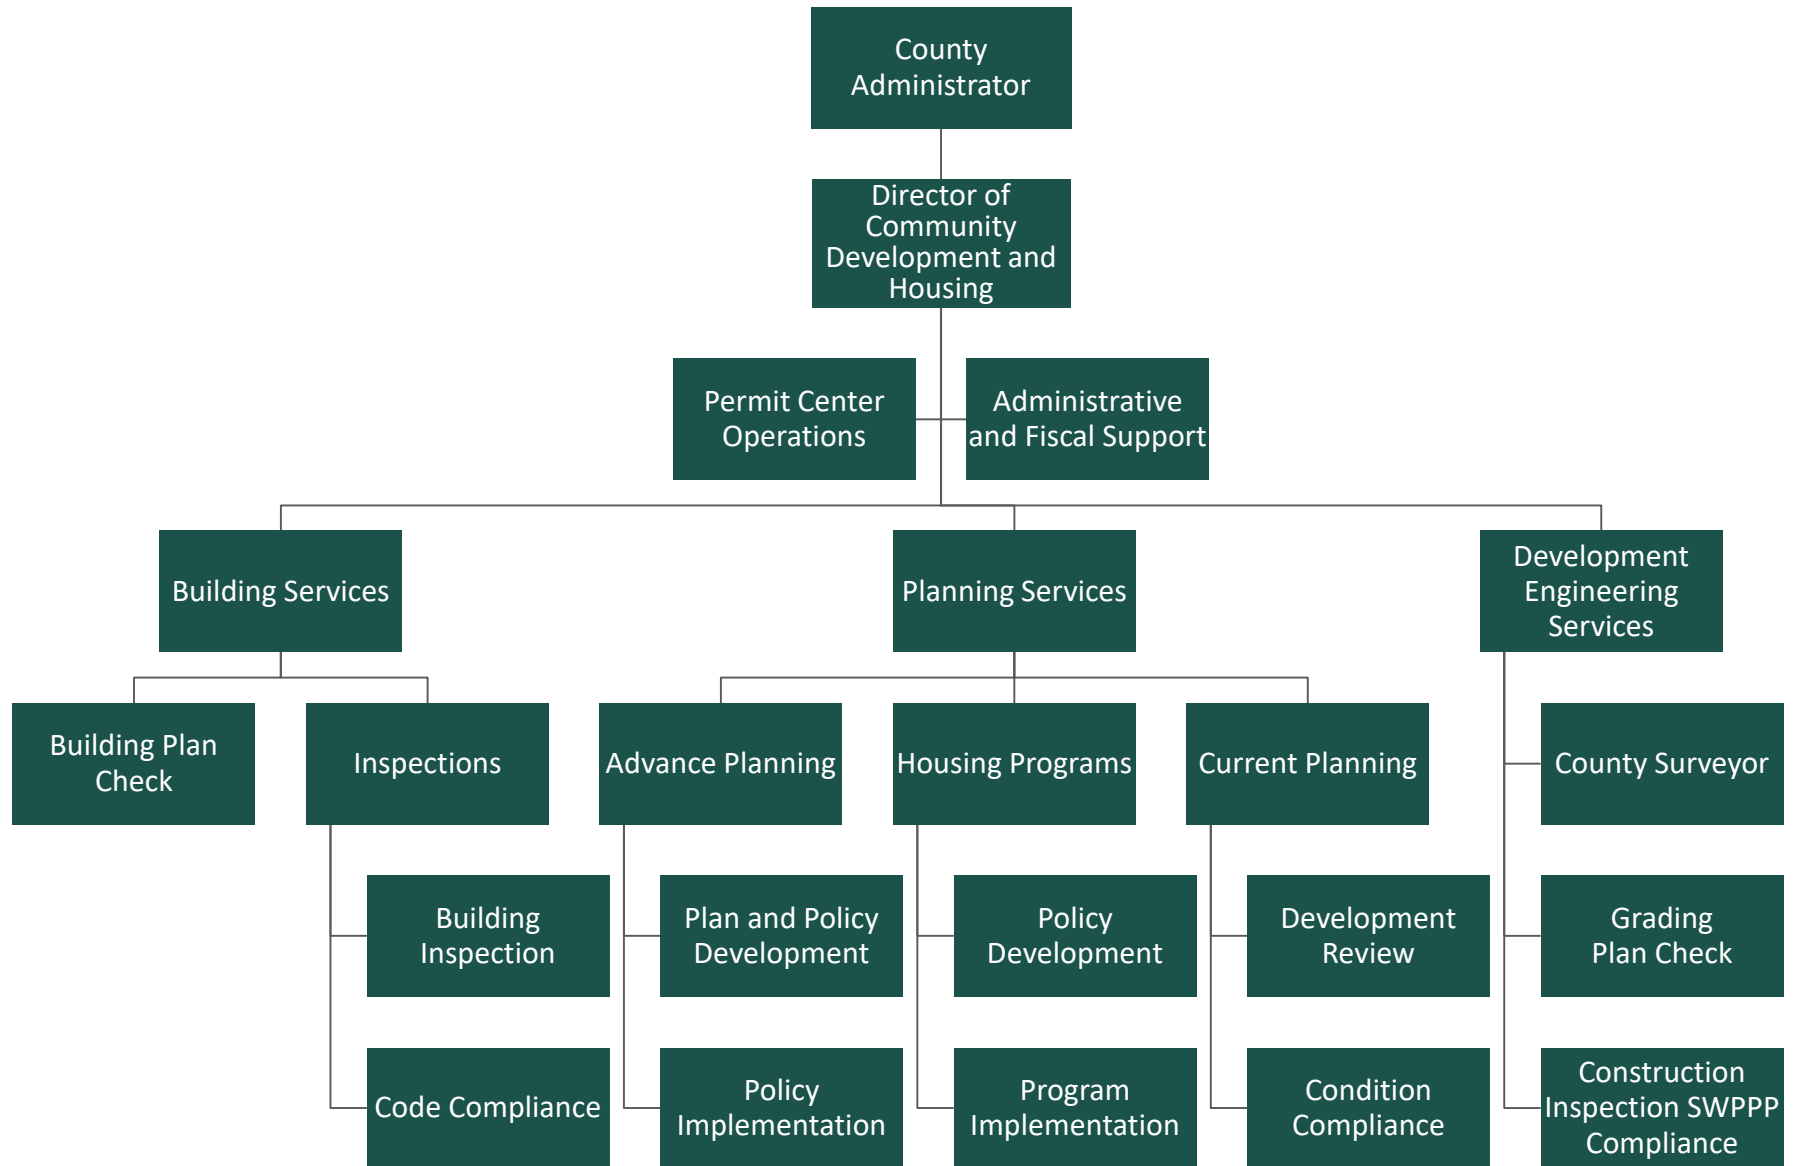 County
Administrator
Director of
Community
Development and
Housing
Permit Center
Operations
Administrative
and Fiscal Support
Building Services
Planning Services
Development
Engineering
Services
Building Plan
Check
Inspections
Advance Planning
Housing Programs
Current Planning
County Surveyor
Building
Inspection
Plan and Policy
Development
Policy
Development
Development
Review
Grading
Plan Check
Code Compliance
Policy
Implementation
Program
Implementation
Condition
Compliance
Construction
Inspection SWPPP
Compliance